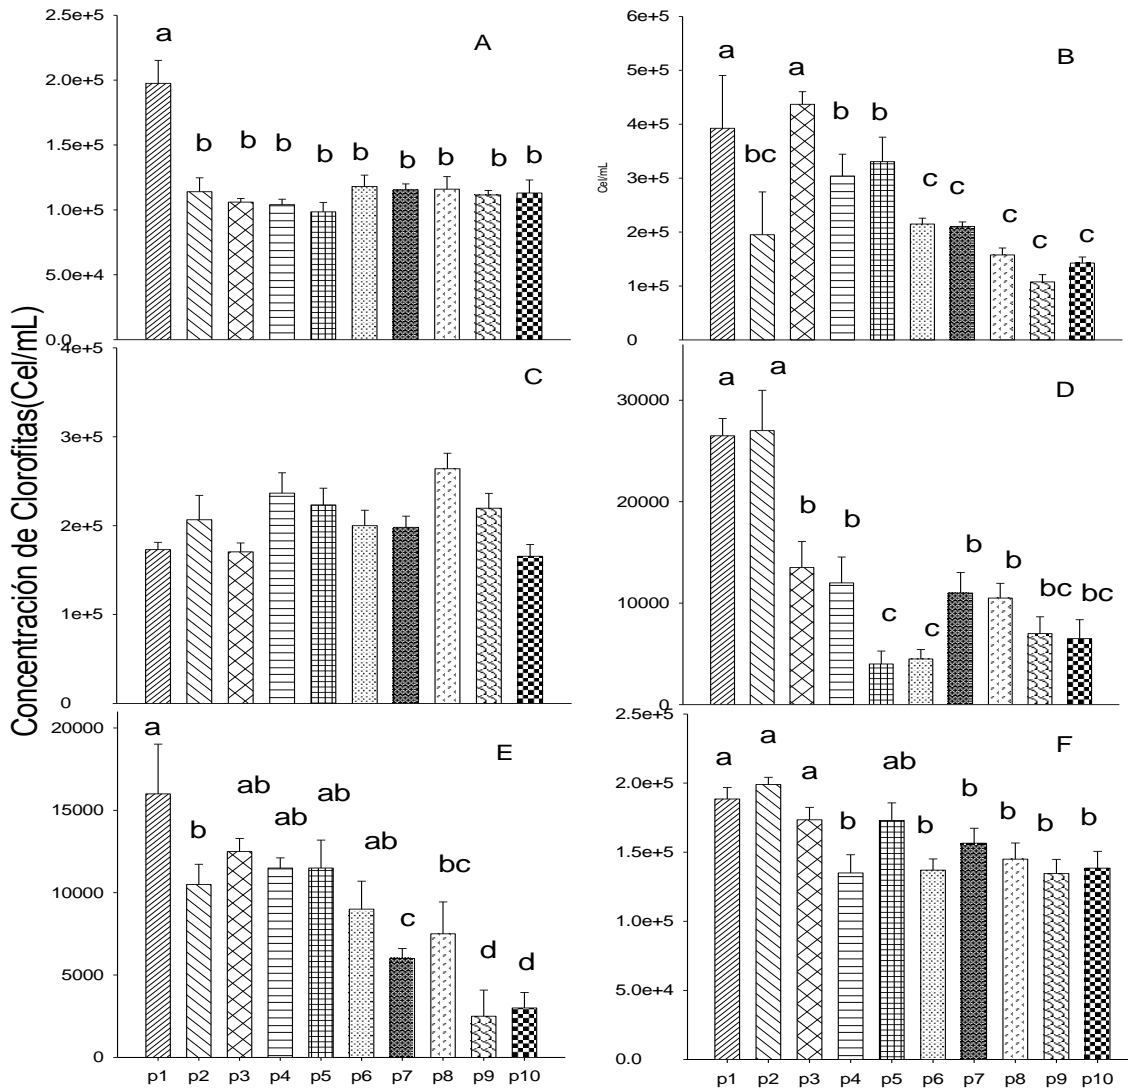 Concentración de Clorofitas(Cel/mL)
2.5e+5
2.0e+5
1.5e+5
1.0e+5
5.0e+4
0.0
A
a
b
b
b
b
b
b
b
b
b
6e+5
5e+5
4e+5
3e+5
2e+5
1e+5
0
Cel/mL
B
a
bc
a
b
b
c
c
c
c
c
4e+5
3e+5
2e+5
1e+5
0
C
30000
20000
10000
0
D
a
a
b
b
c
c
b
b
bc
bc
20000
15000
10000
5000
0
E
a
b
ab
ab
ab
ab
c
bc
d
d
p1 p2 p3 p4 p5 p6 p7 p8 p9 p10
2.5e+5
2.0e+5
1.5e+5
1.0e+5
5.0e+4
0.0
F
a
a
a
b
ab
b
b
b
b
b
p1 p2 p3 p4 p5 p6 p7 p8 p9 p10